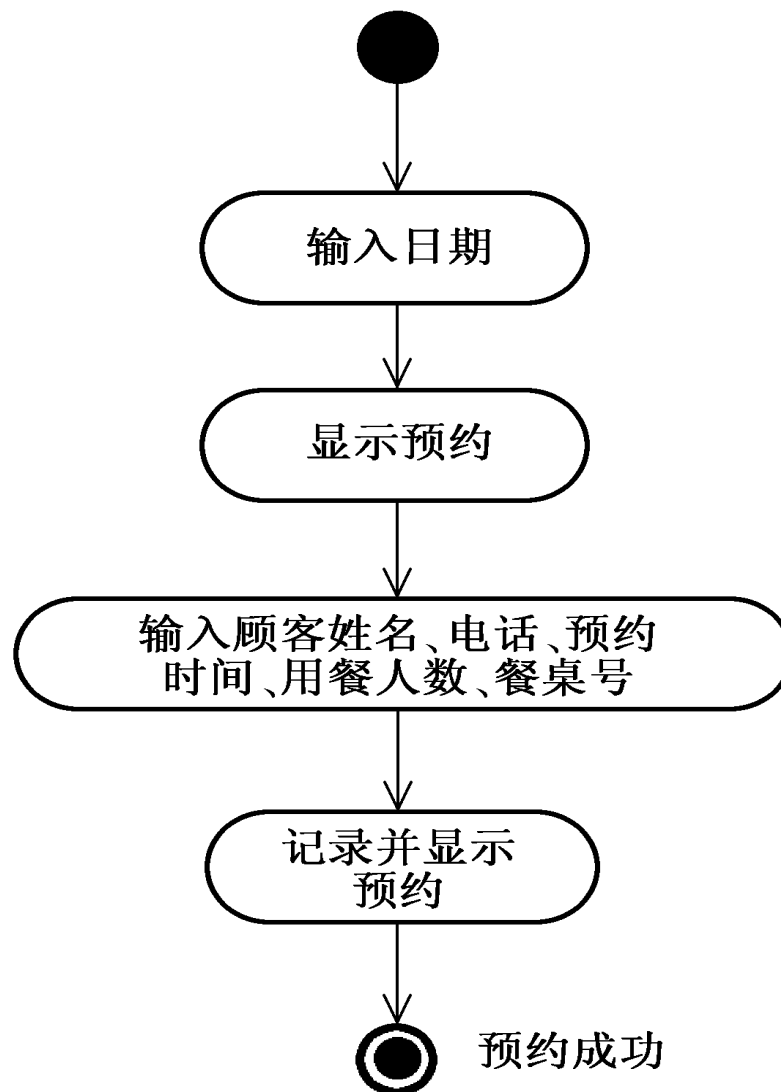 输入日期
显示预约
输入顾客姓名、电话、预约
时间、用餐人数、餐桌号
记录并显示
预约
预约成功